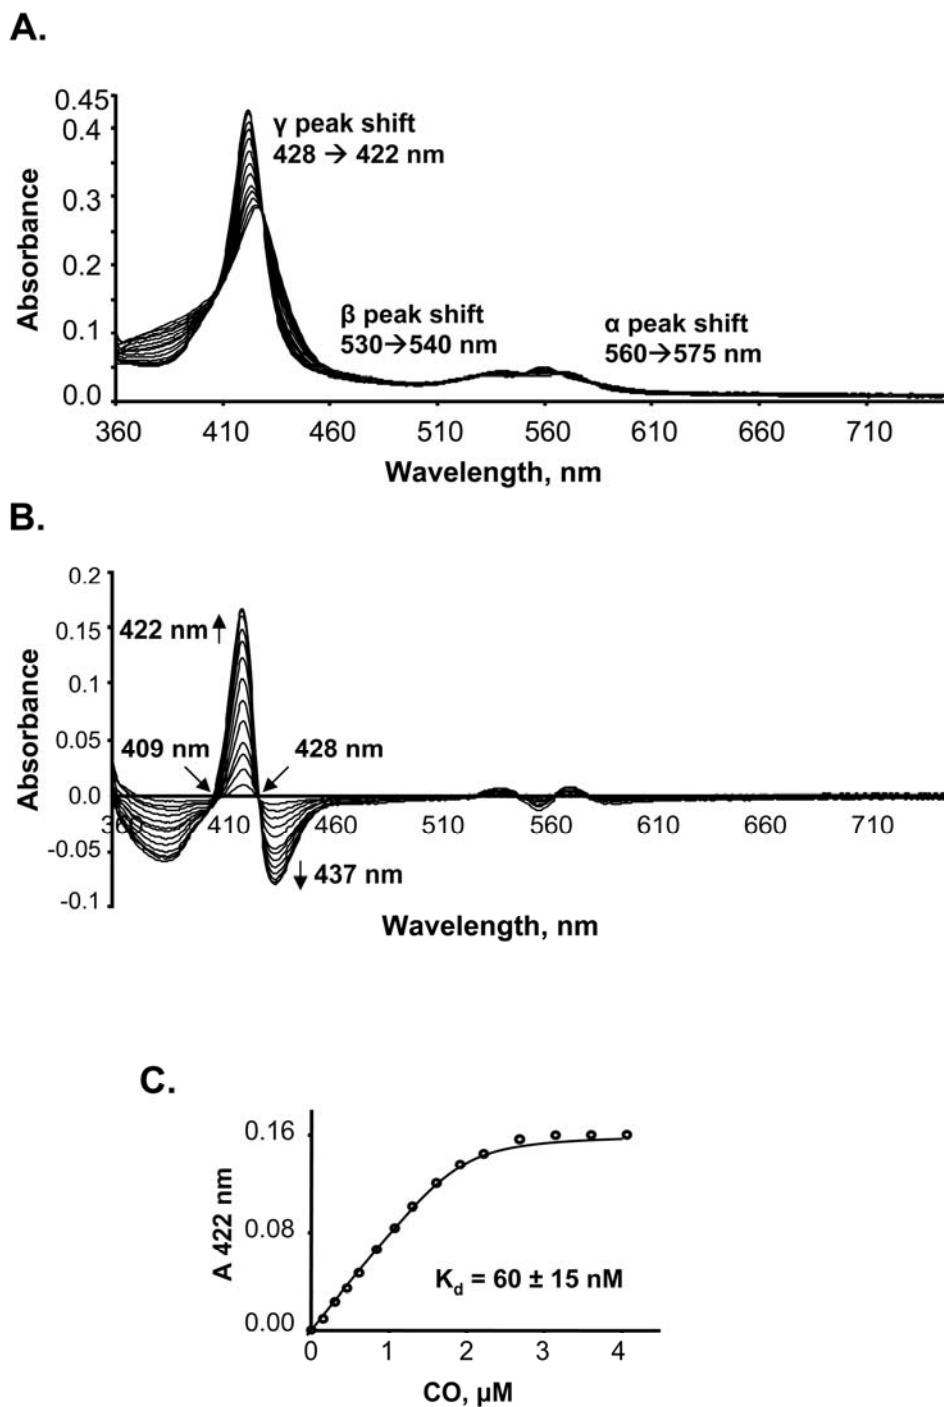 A.
0.45
0.4
0.3
0.2
0.1
0.0
Absorbance
γ peak shift
428 → 422 nm
β peak shift
530→540 nm
α peak shift
560→575 nm
360 410 460 510 560 610 660 710
Wavelength, nm
B.
0.2
0.15
0.1
0.05
0.0
-0.05
-0.1
Absorbance
422 nm
409 nm
428 nm
437 nm
360 410 460 510 560 610 660 710
Wavelength, nm
C.
0.16
0.08
0.00
A 422 nm
Kd = 60 ± 15 nM
0 1 2 3 4
CO, µM